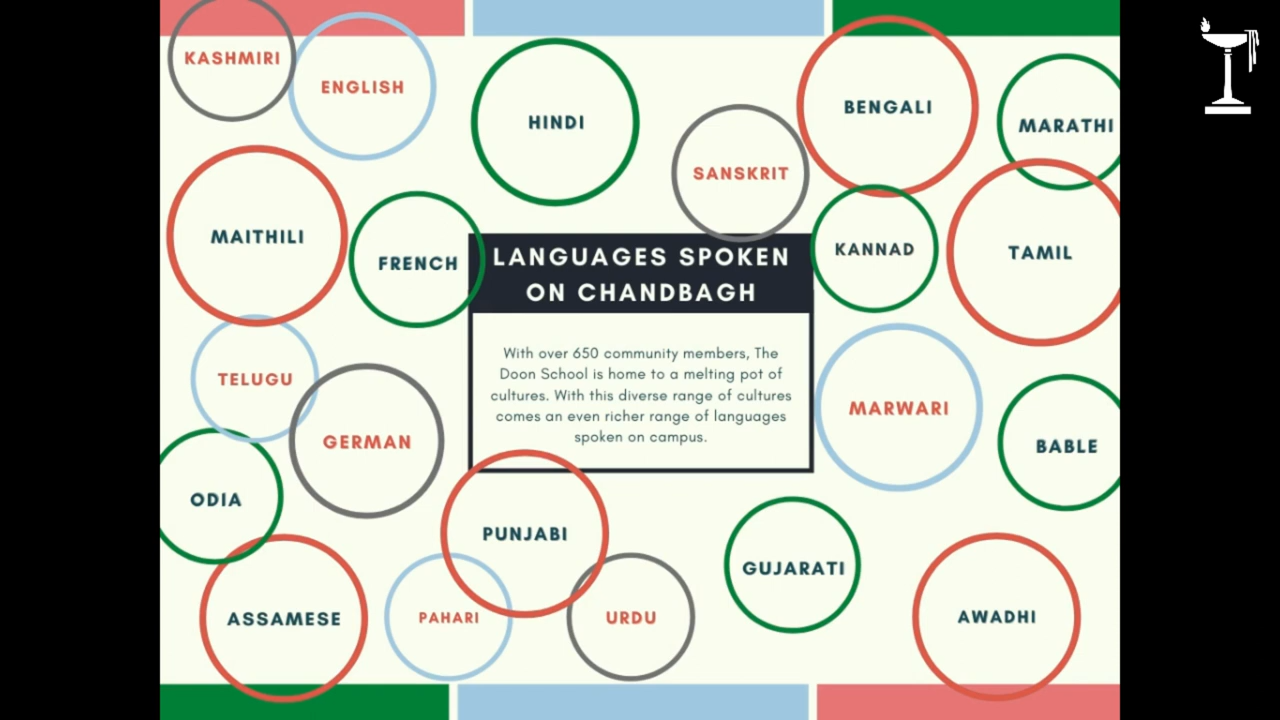 KASHMIRI
ENGLISH
HINDI
BENGALI
MARATHI
SANSKRIT
MAITHILI
FRENCH
KANNAD
TAMIL
LANGUAGES SPOKEN
ON CHANDBAGH
With over 650 community members, The
Doon School is home to a melting pot of
cultures. With this diverse range of cultures
comes an even richer range of languages
spoken on campus.
TELUGU
GERMAN
MARWARI
BABLE
ODIA
PUNJABI
GUJARATI
ASSAMESE
PAHARI
URDU
AWADHI